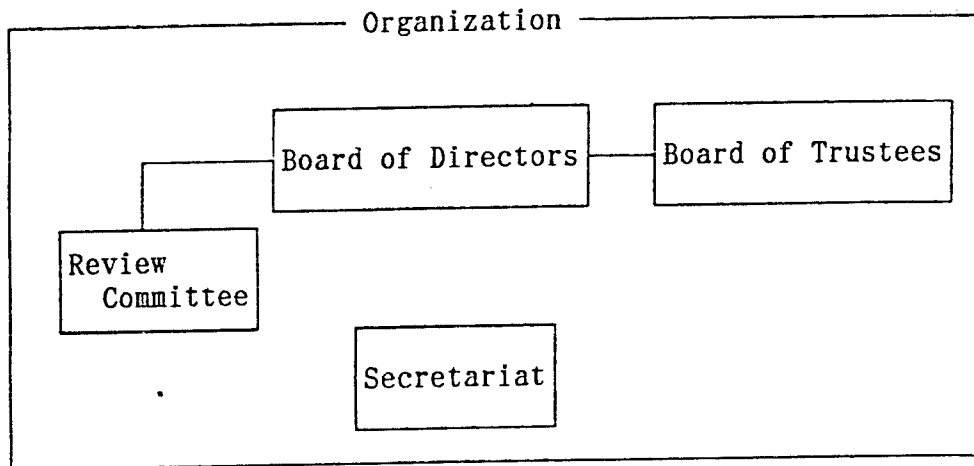 Organization
Board of Directors
Board of Trustees
Review
Committee
Secretariat